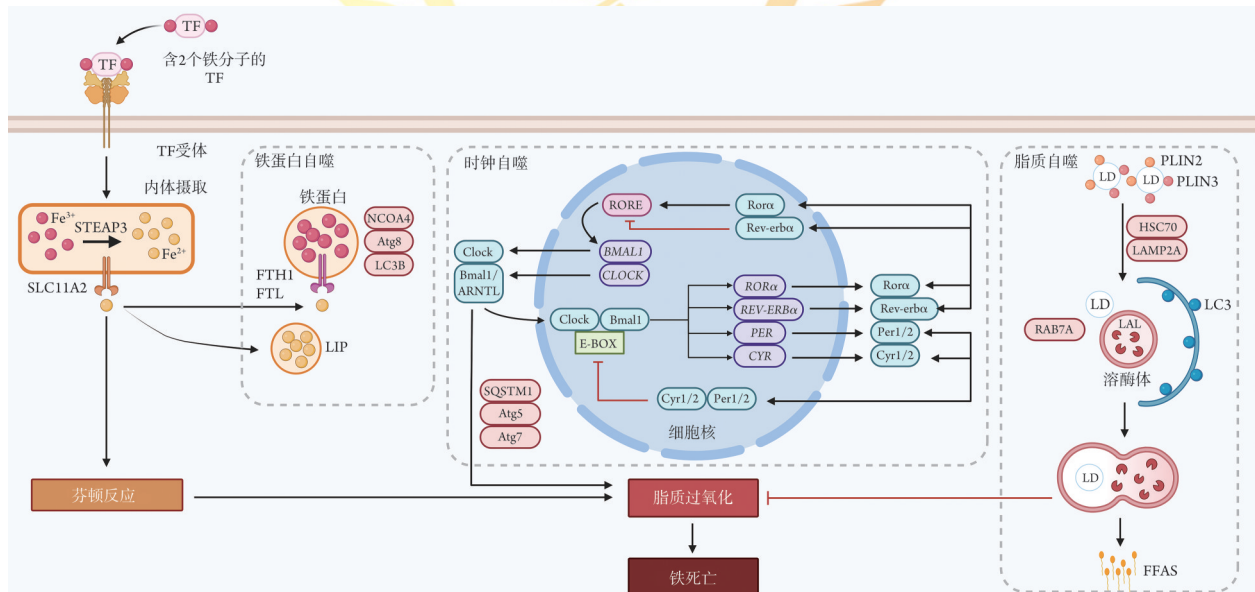 TF
含2个铁分子的
TF
TF
TF受体
内体摄取
Fe³⁺
STEAP3
Fe²⁺
SLC11A2
铁蛋白自噬
铁蛋白
NCOA4
Atg8
LC3B
FTH1
FTL
LIP
芬顿反应
时钟自噬
RORE
Rorα
Rev-erbα
BMAL1
CLOCK
Clock
Bmal1/
ARNTL
Clock
Bmal1
E-BOX
RORα
REV-ERBα
PER
CYR
Rorα
Rev-erbα
Per1/2
Cyr1/2
Cyr1/2
Per1/2
细胞核
SQSTM1
Atg5
Atg7
脂质过氧化
铁死亡
脂质自噬
LD
LD
PLIN2
PLIN3
HSC70
LAMP2A
LD
LC3
RAB7A
LAL
溶酶体
LD
FFAS